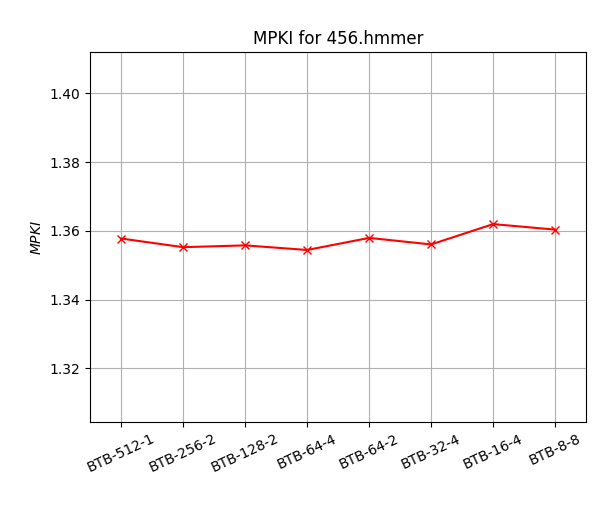 MPKI for 456.hmmer
1.40
1.38
1.36
1.34
1.32
MPKI
BTB-512-1
BTB-256-2
BTB-128-2
BTB-64-4
BTB-64-2
BTB-32-4
BTB-16-4
BTB-8-8